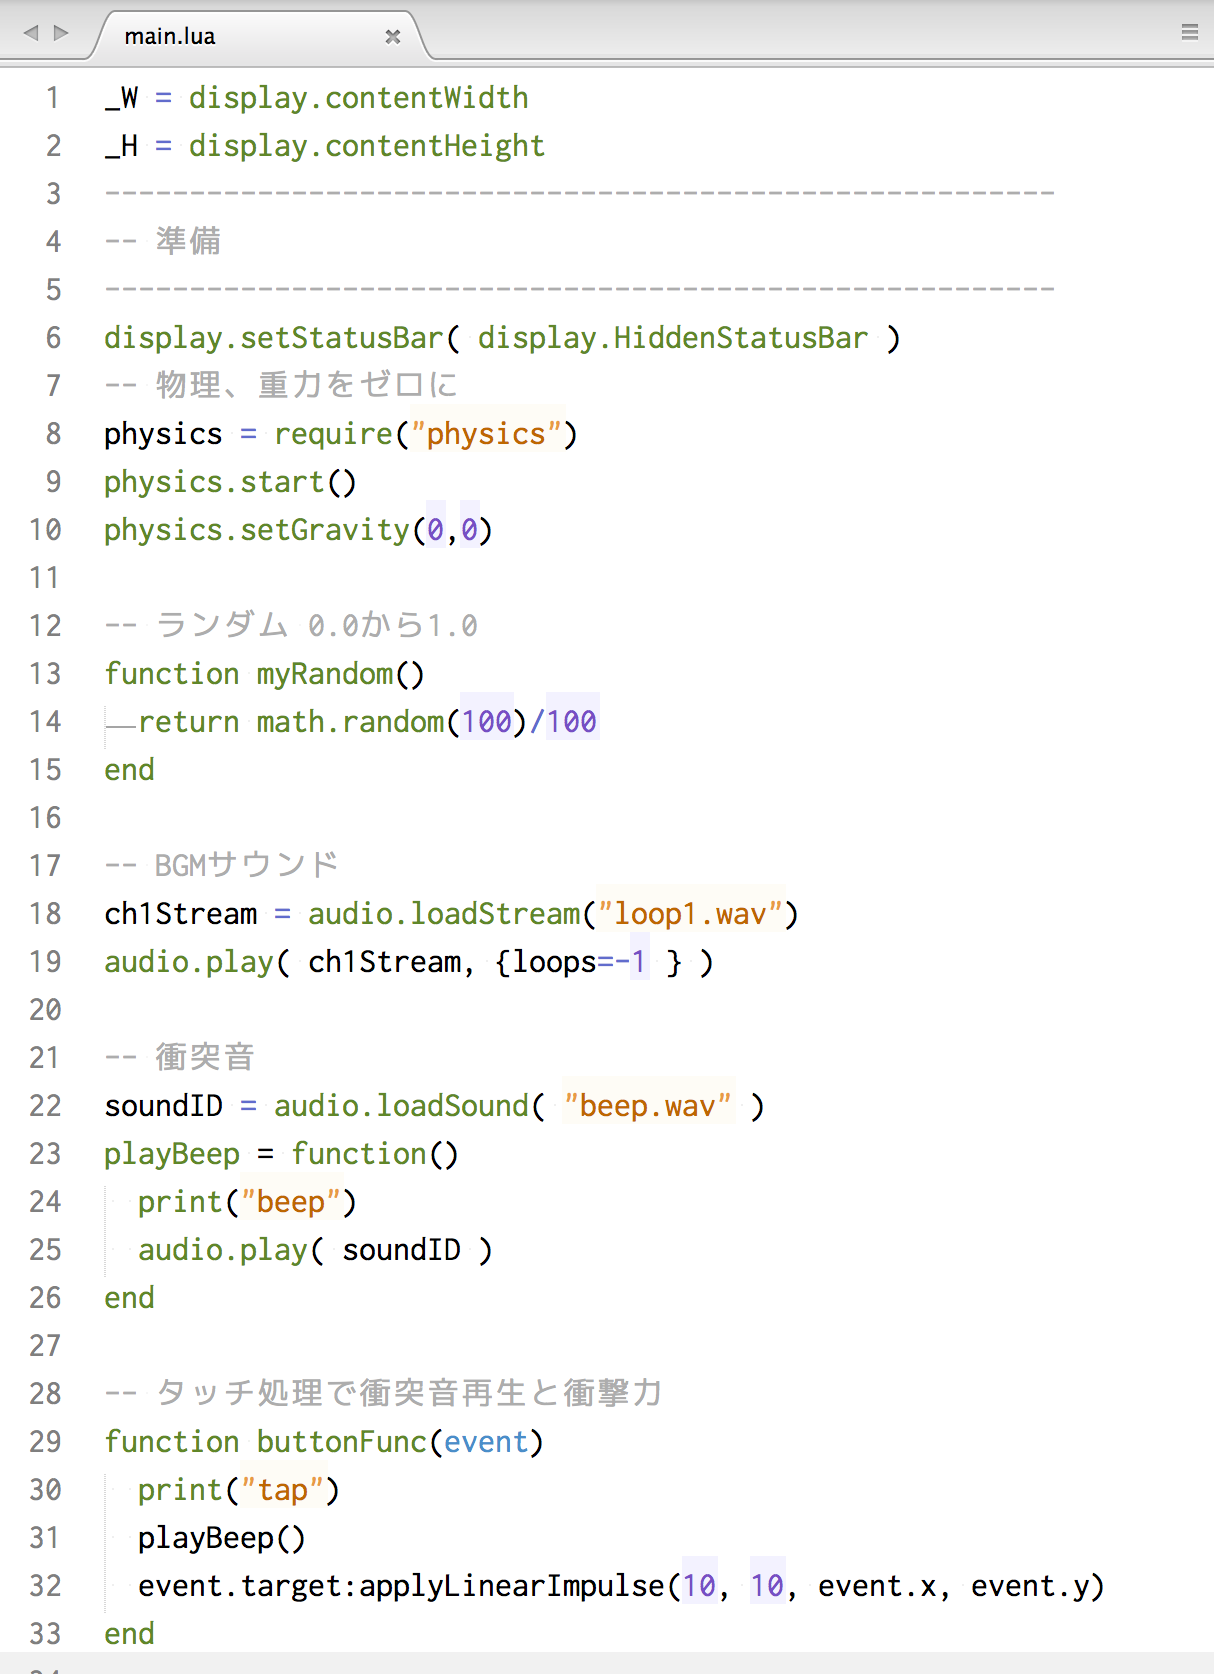 main.lua
1 _W = display.contentWidth
2 _H = display.contentHeight
3 --------------------------------------------------------
4 -- 準備
5 --------------------------------------------------------
6 display.setStatusBar( display.HiddenStatusBar )
7 -- 物理、重力をゼロに
8 physics = require("physics")
9 physics.start()
10 physics.setGravity(0,0)
11
12 -- ランダム 0.0から1.0
13 function myRandom()
14 return math.random(100)/100
15 end
16
17 -- BGMサウンド
18 ch1Stream = audio.loadStream("loop1.wav")
19 audio.play( ch1Stream, {loops=-1 } )
20
21 -- 衝突音
22 soundID = audio.loadSound( "beep.wav" )
23 playBeep = function()
24 print("beep")
25 audio.play( soundID )
26 end
27
28 -- タッチ処理で衝突音再生と衝撃力
29 function buttonFunc(event)
30 print("tap")
31 playBeep()
32 event.target:applyLinearImpulse(10, 10, event.x, event.y)
33 end